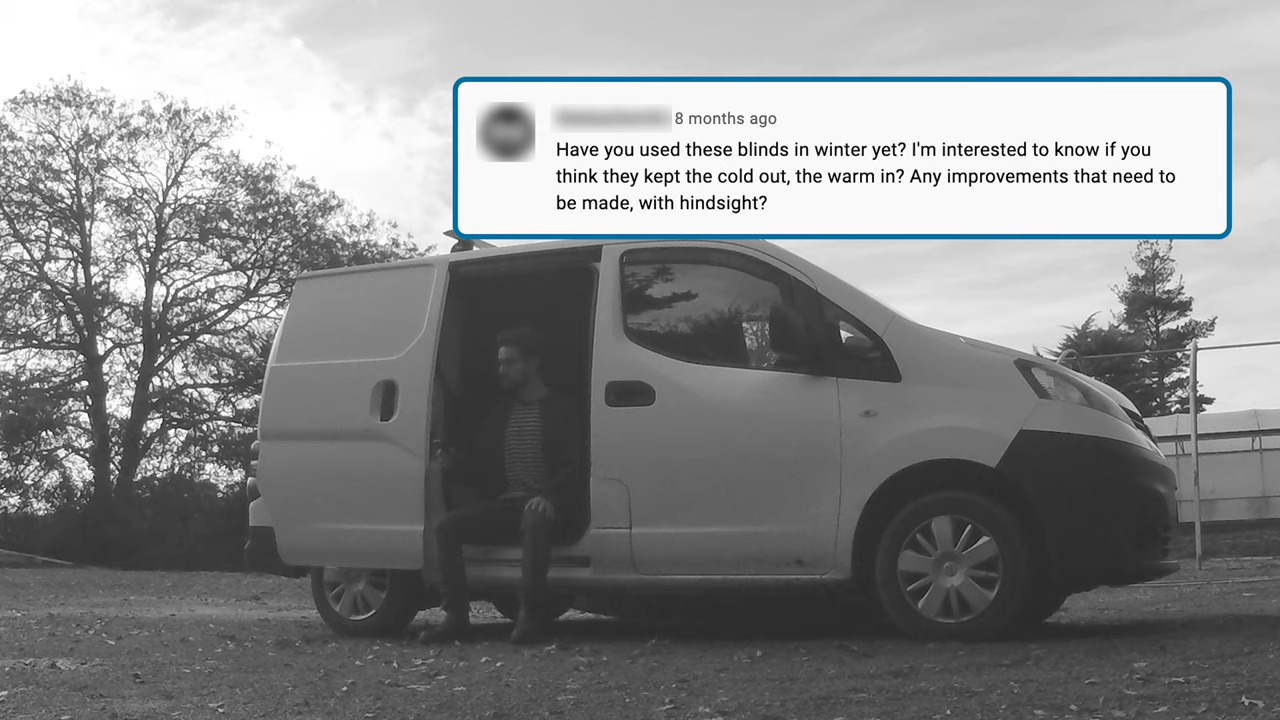 8 months ago
Have you used these blinds in winter yet? I'm interested to know if you
think they kept the cold out, the warm in? Any improvements that need to
be made, with hindsight?